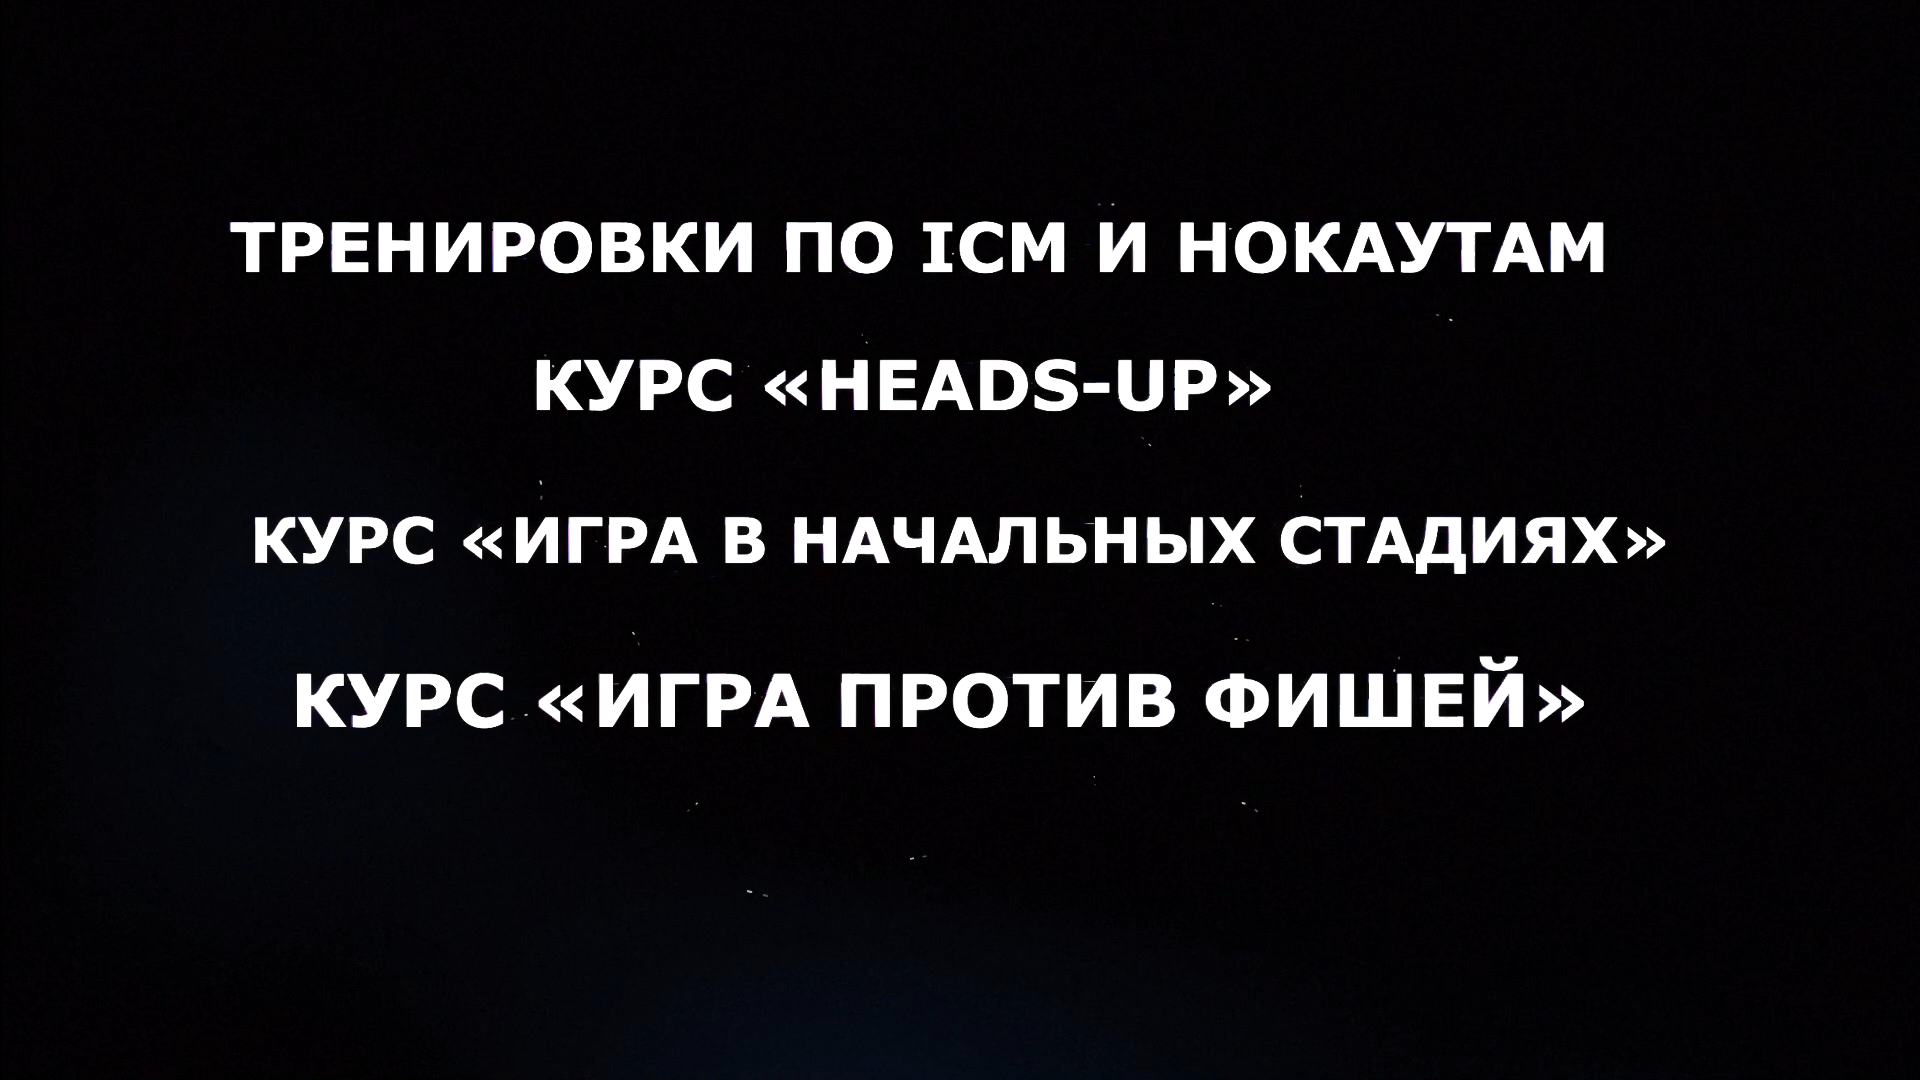 ТРЕНИРОВКИ ПО ICM И НОКАУТАМ
КУРС «HEADS-UP»
КУРС «ИГРА В НАЧАЛЬНЫХ СТАДИЯХ»
КУРС «ИГРА ПРОТИВ ФИШЕЙ»